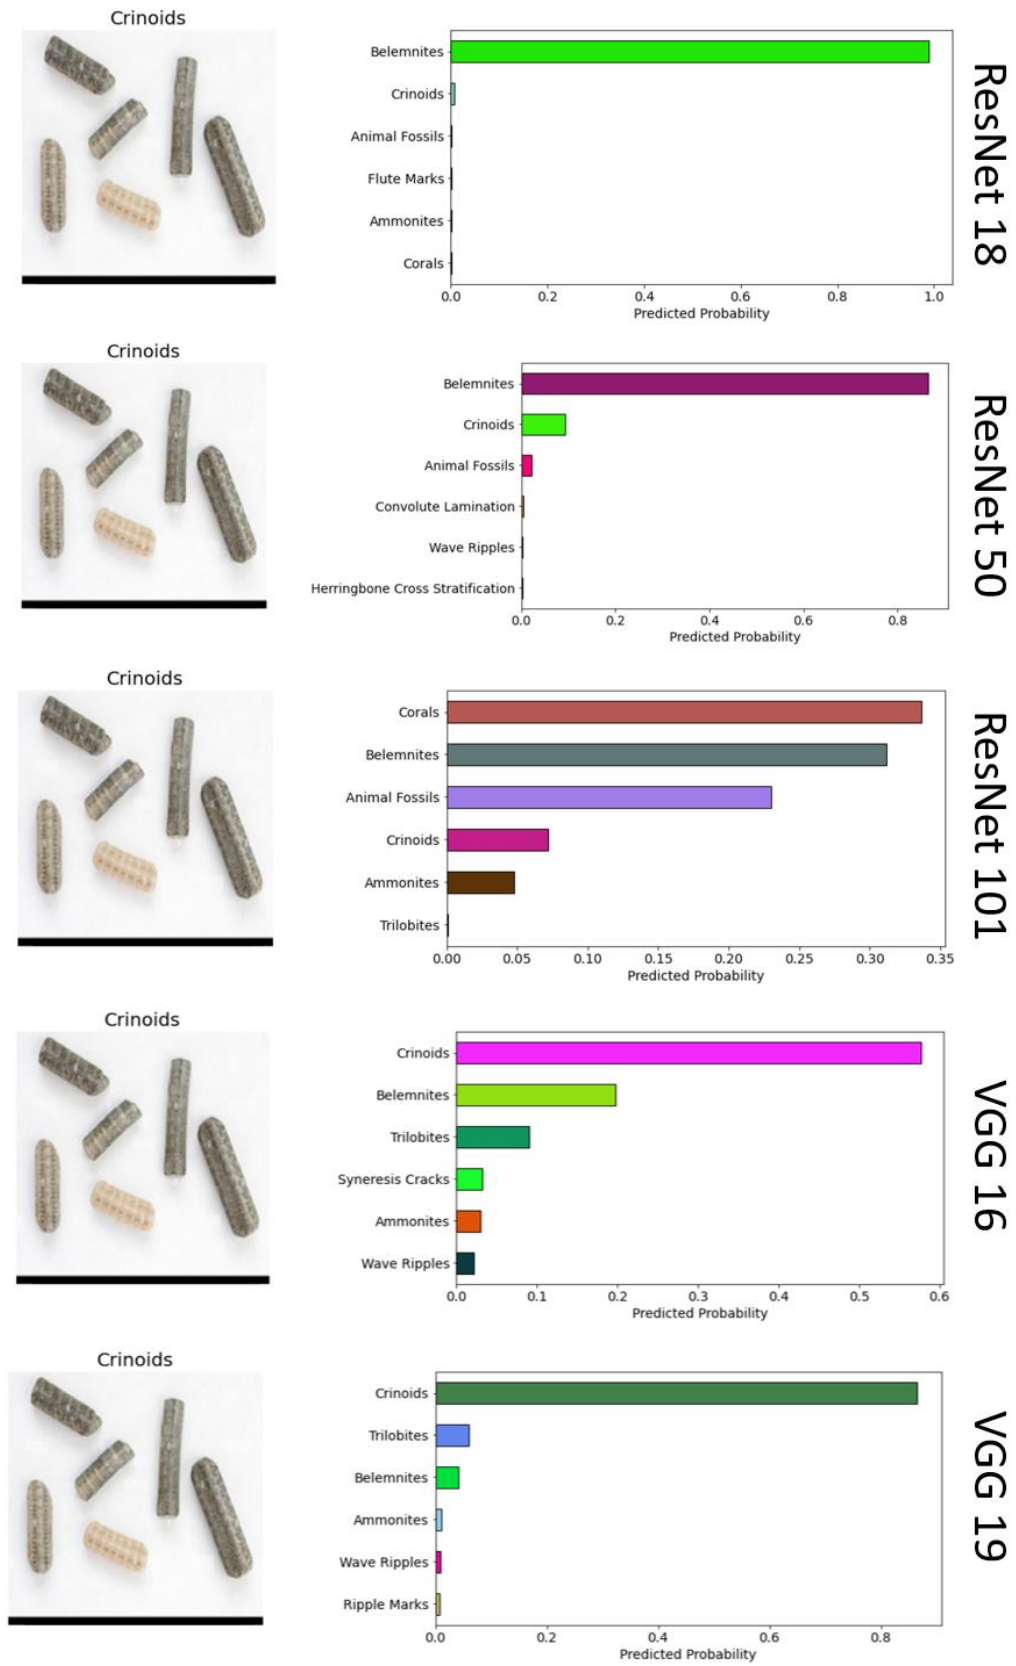 Crinoids
Belemnites
Crinoids
Animal Fossils
Flute Marks
Ammonites
Corals
0.0 0.2 0.4 0.6 0.8 1.0
Predicted Probability
ResNet 18
Crinoids
Belemnites
Crinoids
Animal Fossils
Convolute Lamination
Wave Ripples
Herringbone Cross Stratification
0.0 0.2 0.4 0.6 0.8
Predicted Probability
ResNet 50
Crinoids
Corals
Belemnites
Animal Fossils
Crinoids
Ammonites
Trilobites
0.00 0.05 0.10 0.15 0.20 0.25 0.30 0.35
Predicted Probability
ResNet 101
Crinoids
Crinoids
Belemnites
Trilobites
Syneresis Cracks
Ammonites
Wave Ripples
0.0 0.1 0.2 0.3 0.4 0.5 0.6
Predicted Probability
VGG 16
Crinoids
Crinoids
Trilobites
Belemnites
Ammonites
Wave Ripples
Ripple Marks
0.0 0.2 0.4 0.6 0.8
Predicted Probability
VGG 19